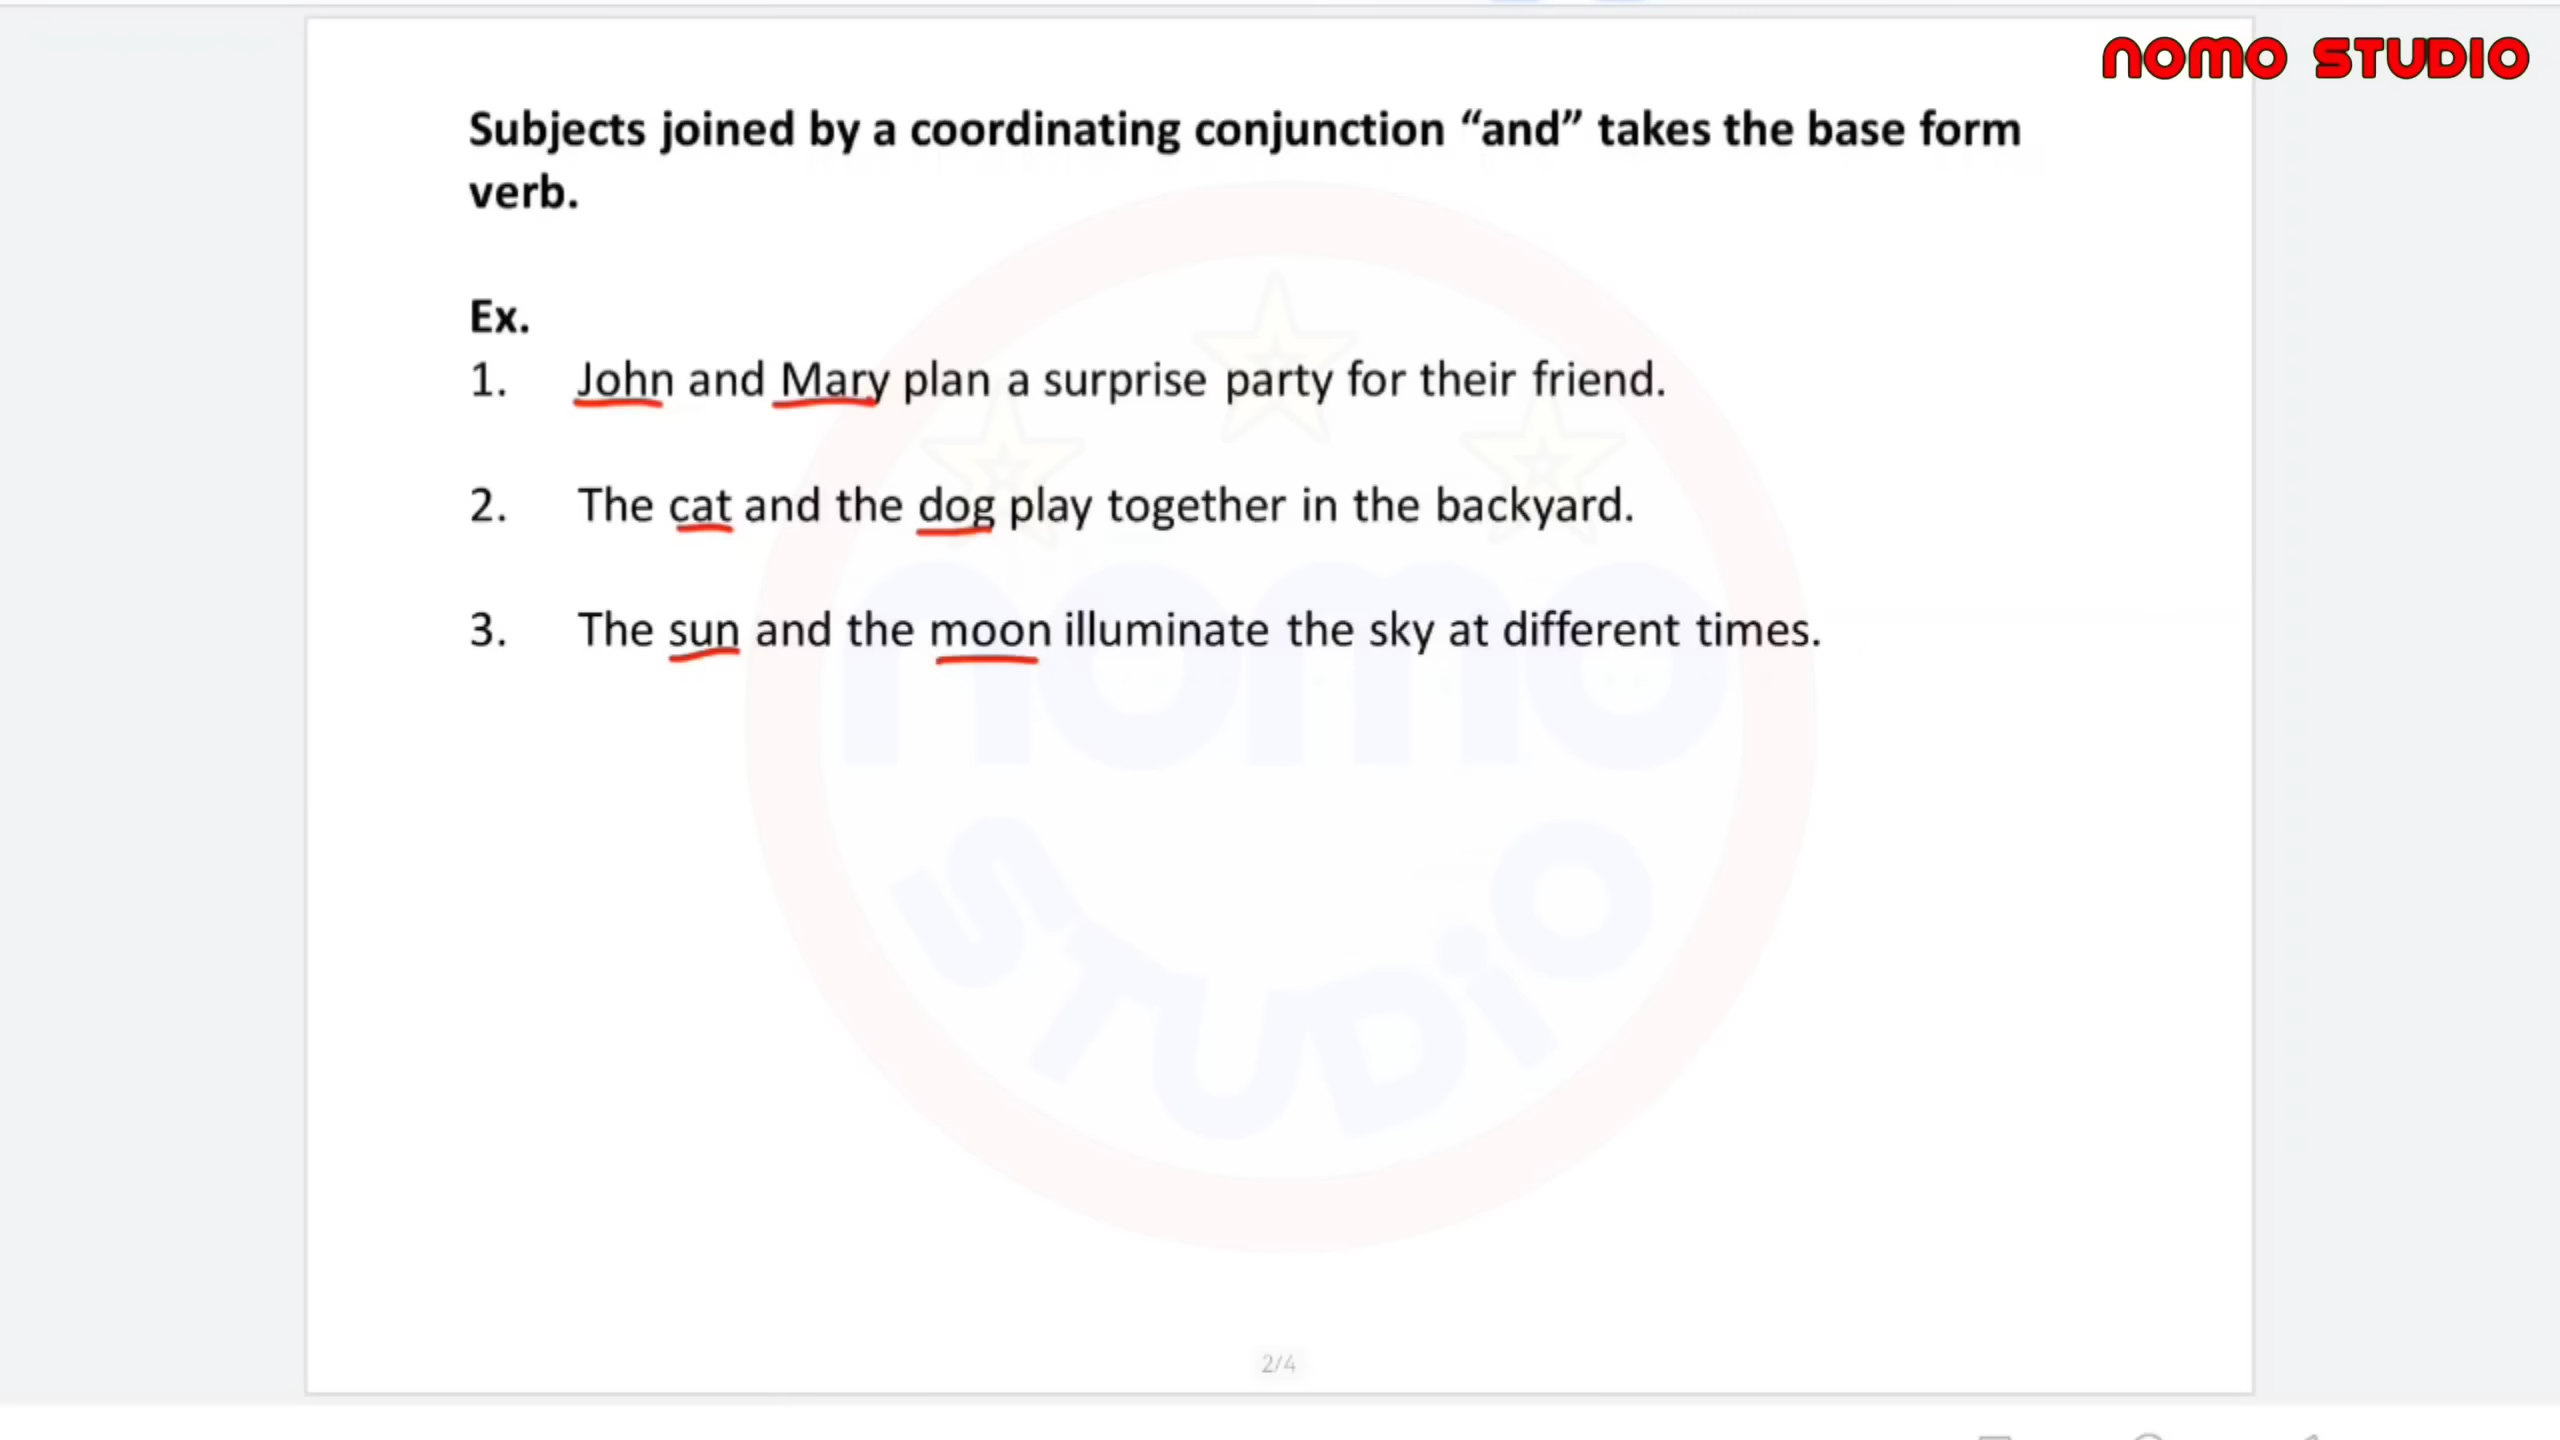 NOMO STUDIO
Subjects joined by a coordinating conjunction “and” takes the base form
verb.
Ex.
1. John and Mary plan a surprise party for their friend.
2. The cat and the dog play together in the backyard.
3. The sun and the moon illuminate the sky at different times.
nomo
STUDiO
2/4